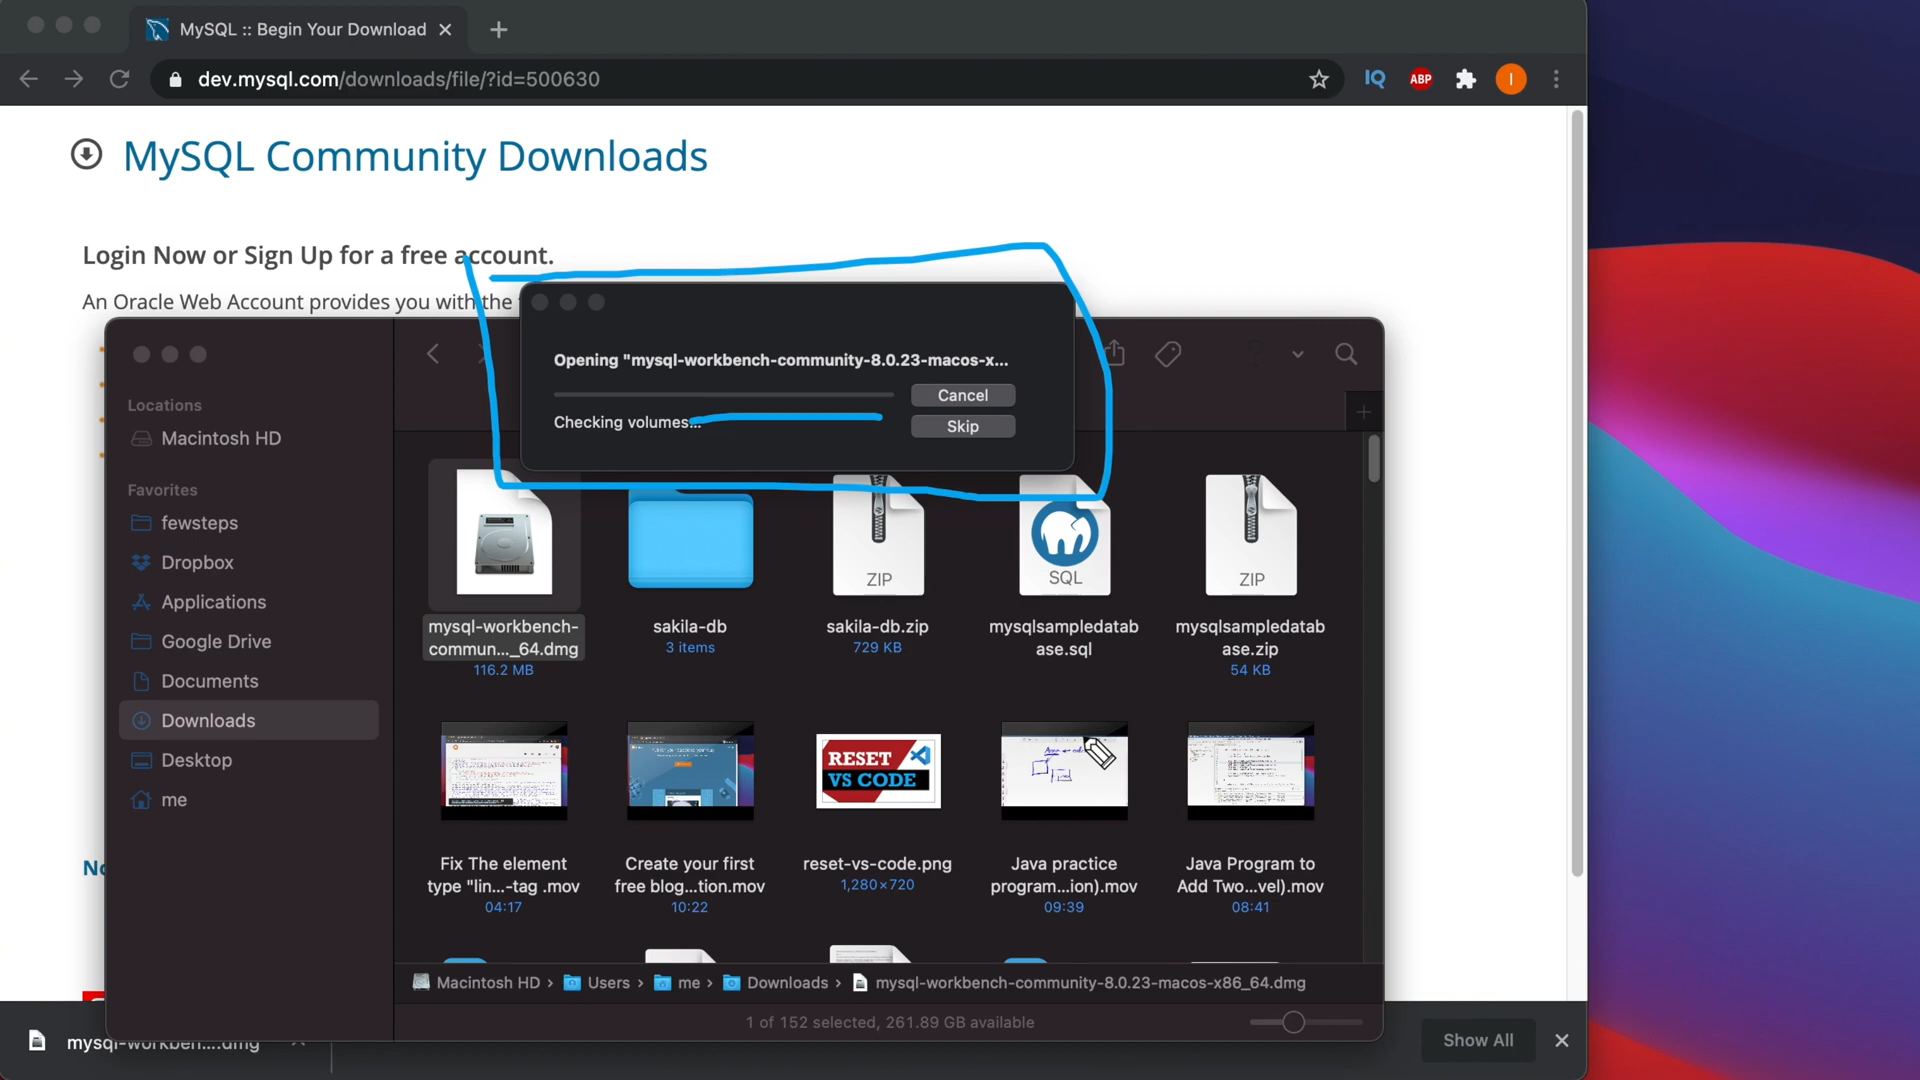 MySQL :: Begin Your Download
dev.mysql.com/downloads/file/?id=500630
IQ
ABP
I
MySQL Community Downloads
Login Now or Sign Up for a free account.
An Oracle Web Account provides you with the
Opening "mysql-workbench-community-8.0.23-macos-x...
Cancel
Checking volumes...
Skip
Locations
Macintosh HD
Favorites
fewsteps
Dropbox
Applications
Google Drive
Documents
Downloads
Desktop
me
ZIP
SQL
ZIP
mysql-workbench-
commun..._64.dmg
116.2 MB
sakila-db
3 items
sakila-db.zip
729 KB
mysqlsampledatab
ase.sql
mysqlsampledatab
ase.zip
54 KB
RESET
VS CODE
Fix The element
type "lin...-tag .mov
04:17
Create your first
free blog...tion.mov
10:22
reset-vs-code.png
1,280×720
Java practice
program...ion).mov
09:39
Java Program to
Add Two...vel).mov
08:41
Macintosh HD › Users › me › Downloads › mysql-workbench-community-8.0.23-macos-x86_64.dmg
1 of 152 selected, 261.89 GB available
mysql-workben....dmg
Show All